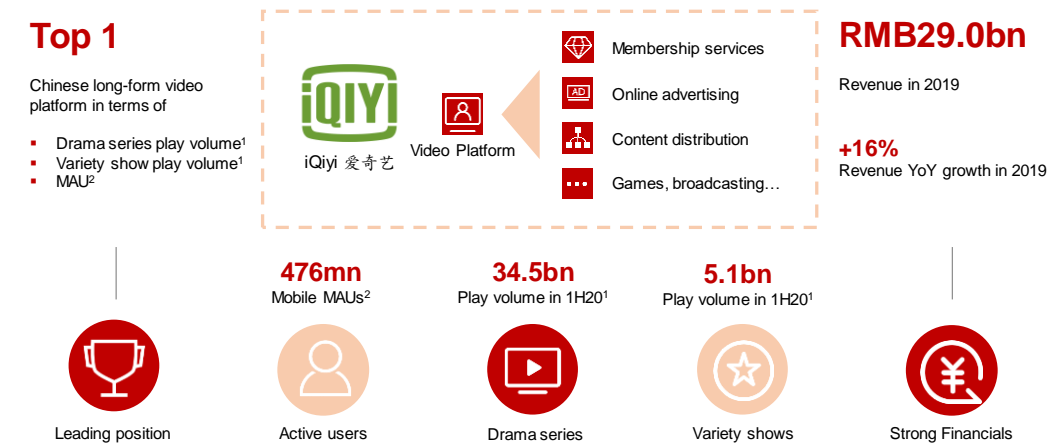 Top 1
Chinese long-form video
platform in terms of
▪ Drama series play volume¹
▪ Variety show play volume¹
▪ MAU²
iQIYI
iQiyi 爱奇艺
Video Platform
Membership services
AD
Online advertising
Content distribution
Games, broadcasting…
RMB29.0bn
Revenue in 2019
+16%
Revenue YoY growth in 2019
476mn
Mobile MAUs²
34.5bn
Play volume in 1H20¹
5.1bn
Play volume in 1H20¹
¥
Leading position
Active users
Drama series
Variety shows
Strong Financials